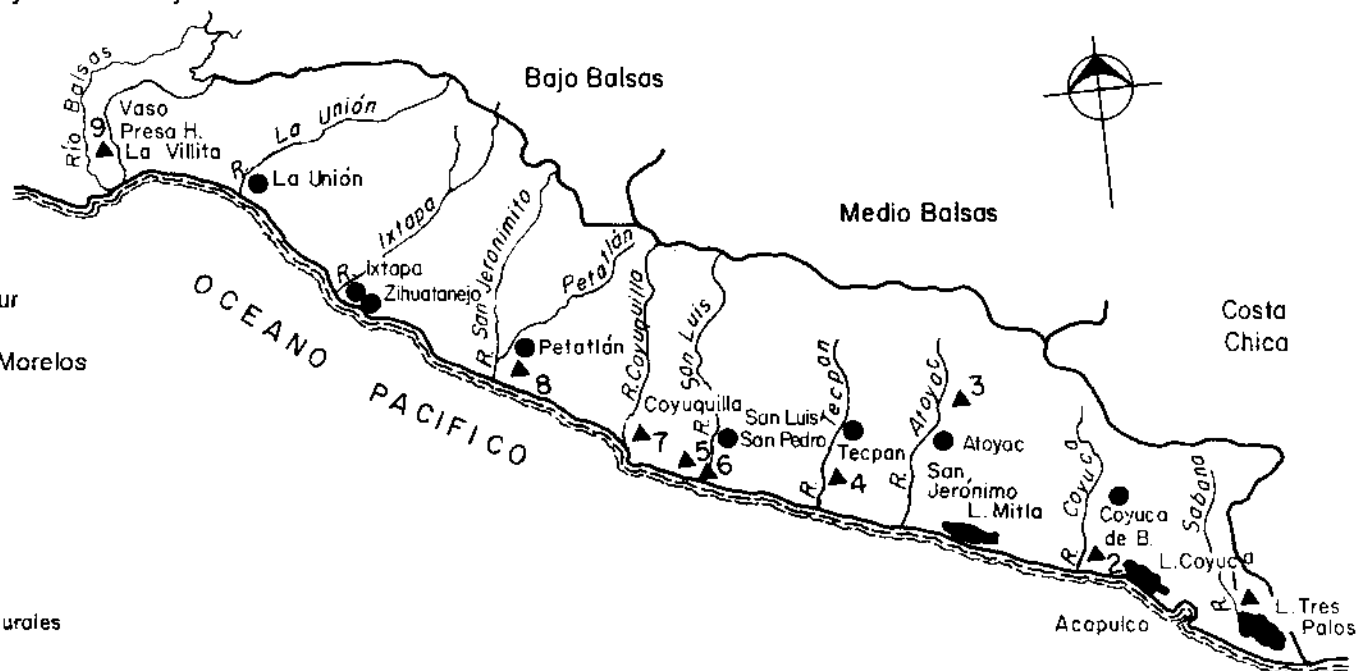 Río Balsas
9
Vaso
Presa H.
La Villita
R. La Unión
La Unión
Bajo Balsas
R. Ixtapa
Ixtapa
Zihuatanejo
R. San Jeronimito
Petatlán
Petatlán
8
OCEANO PACIFICO
Medio Balsas
Costa
Chica
ur
Morelos
R. Coyuquilla
Coyuquilla
7
R. San Luis
5
6
San Luis
San Pedro
R. Tecpan
Tecpan
4
R. Atoyac
3
Atoyac
San
Jerónimo
L. Mitla
R. Coyuca
Coyuca
de B.
2
L. Coyuca
R. Sabana
L. Tres
Palos
Acapulco
urales